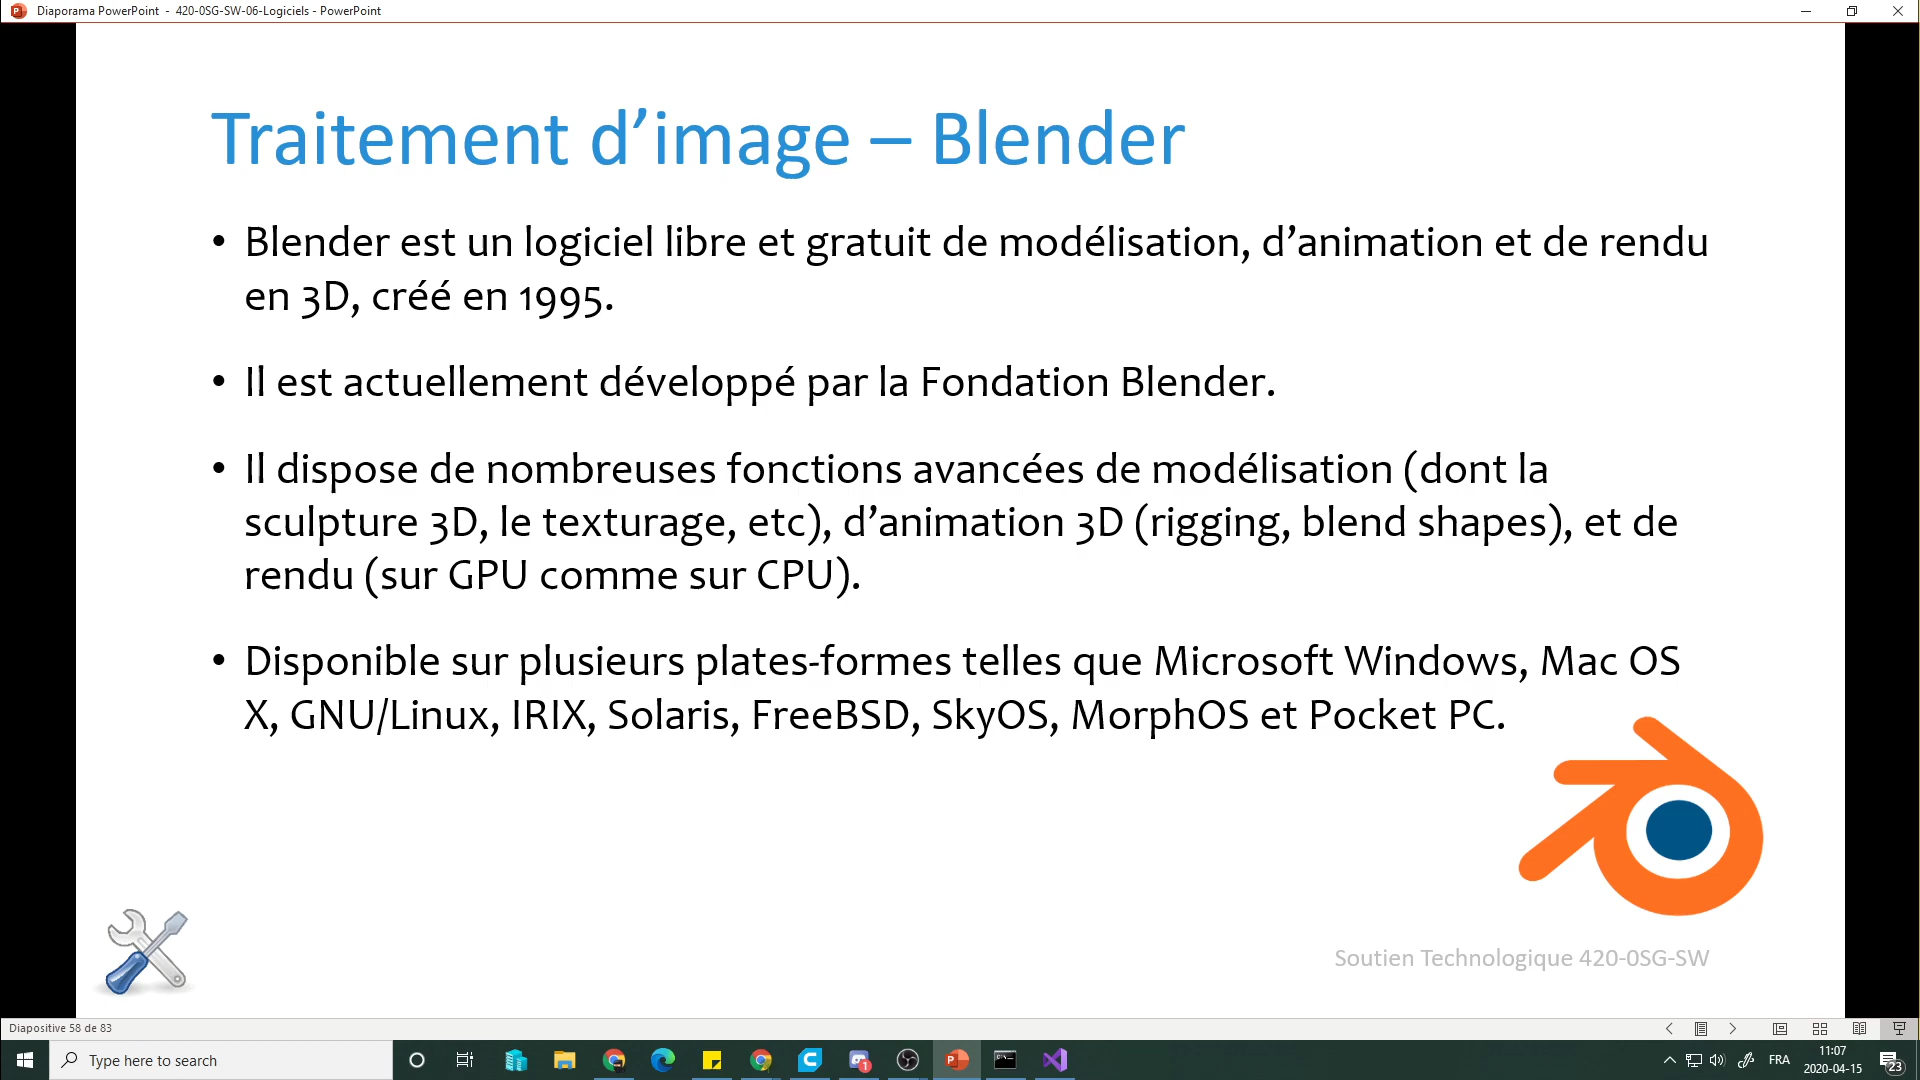 Diaporama PowerPoint - 420-0SG-SW-06-Logiciels - PowerPoint
Traitement d’image – Blender
• Blender est un logiciel libre et gratuit de modélisation, d’animation et de rendu
en 3D, créé en 1995.
• Il est actuellement développé par la Fondation Blender.
• Il dispose de nombreuses fonctions avancées de modélisation (dont la
sculpture 3D, le texturage, etc), d’animation 3D (rigging, blend shapes), et de
rendu (sur GPU comme sur CPU).
• Disponible sur plusieurs plates-formes telles que Microsoft Windows, Mac OS
X, GNU/Linux, IRIX, Solaris, FreeBSD, SkyOS, MorphOS et Pocket PC.
Soutien Technologique 420-0SG-SW
Diapositive 58 de 83
Type here to search
1
FRA
11:07
2020-04-15
23